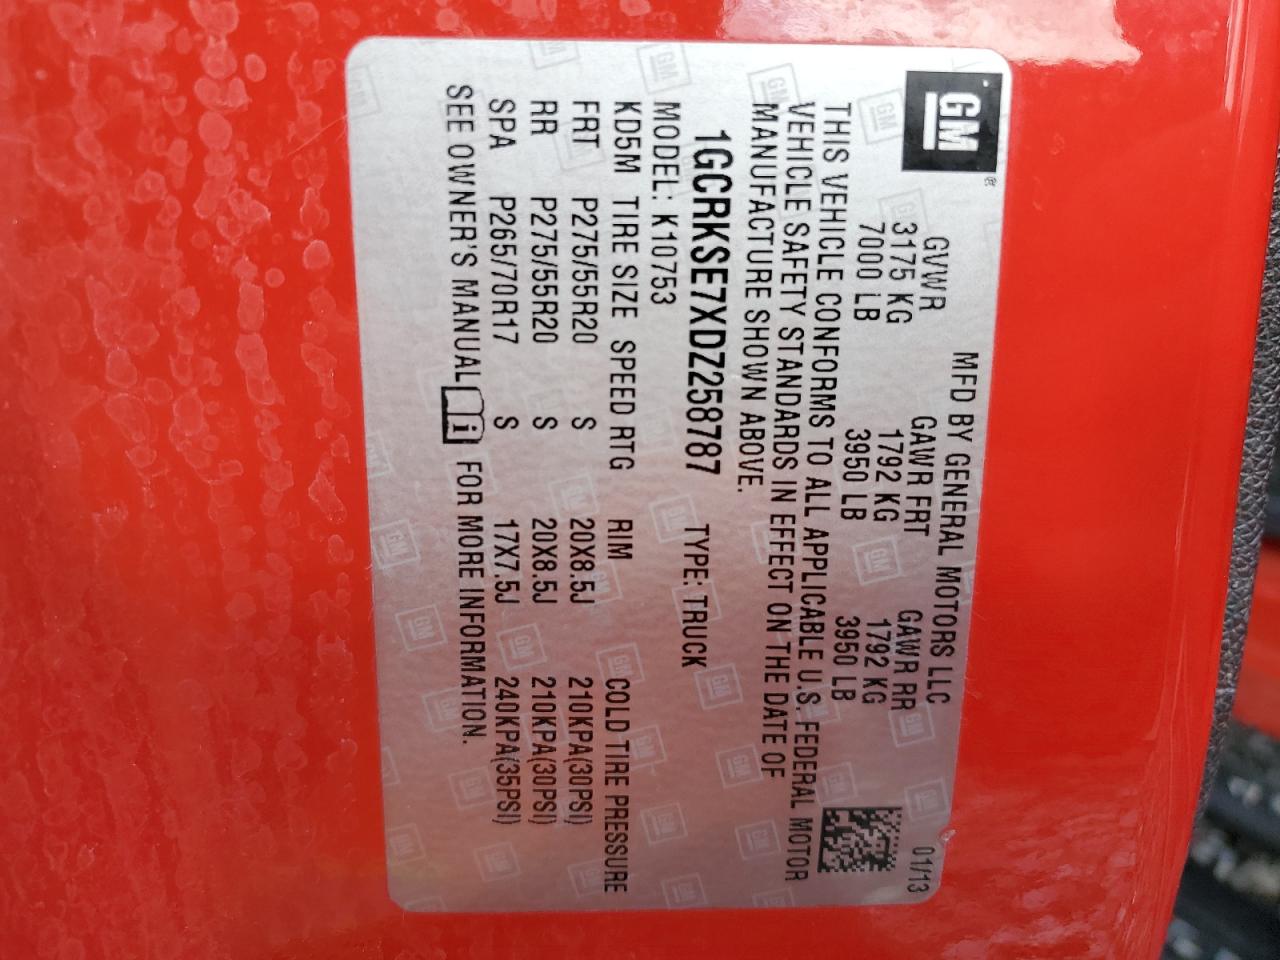 GM®
MFD BY GENERAL MOTORS LLC 01/13
GVWR GAWR FRT GAWR RR
3175 KG 1792 KG 1792 KG
7000 LB 3950 LB 3950 LB
THIS VEHICLE CONFORMS TO ALL APPLICABLE U.S. FEDERAL MOTOR
VEHICLE SAFETY STANDARDS IN EFFECT ON THE DATE OF
MANUFACTURE SHOWN ABOVE.
1GCRKSE7XDZ258787 TYPE: TRUCK
MODEL: K10753
KD5M TIRE SIZE SPEED RTG RIM COLD TIRE PRESSURE
FRT P275/55R20 S 20X8.5J 210KPA(30PSI)
RR P275/55R20 S 20X8.5J 210KPA(30PSI)
SPA P265/70R17 S 17X7.5J 240KPA(35PSI)
SEE OWNER'S MANUAL i FOR MORE INFORMATION.